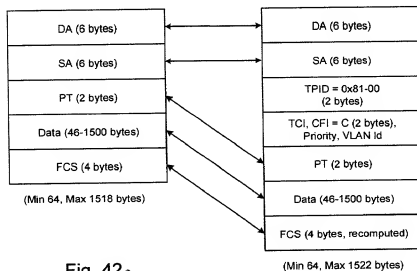 DA (6 bytes)
SA (6 bytes)
PT (2 bytes)
Data (46-1500 bytes)
FCS (4 bytes)
(Min 64, Max 1518 bytes)
DA (6 bytes)
SA (6 bytes)
TPID = 0x81-00
(2 bytes)
TCI, CFI = C (2 bytes),
Priority, VLAN Id
PT (2 bytes)
Data (46-1500 bytes)
FCS (4 bytes, recomputed)
(Min 64, Max 1522 bytes)
Fig. 42a